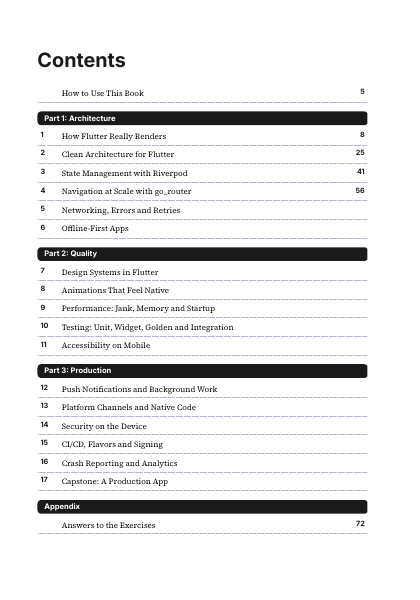 Contents
How to Use This Book 5
Part 1: Architecture
1 How Flutter Really Renders 8
2 Clean Architecture for Flutter 25
3 State Management with Riverpod 41
4 Navigation at Scale with go_router 56
5 Networking, Errors and Retries
6 Offline-First Apps
Part 2: Quality
7 Design Systems in Flutter
8 Animations That Feel Native
9 Performance: Jank, Memory and Startup
10 Testing: Unit, Widget, Golden and Integration
11 Accessibility on Mobile
Part 3: Production
12 Push Notifications and Background Work
13 Platform Channels and Native Code
14 Security on the Device
15 CI/CD, Flavors and Signing
16 Crash Reporting and Analytics
17 Capstone: A Production App
Appendix
Answers to the Exercises 72